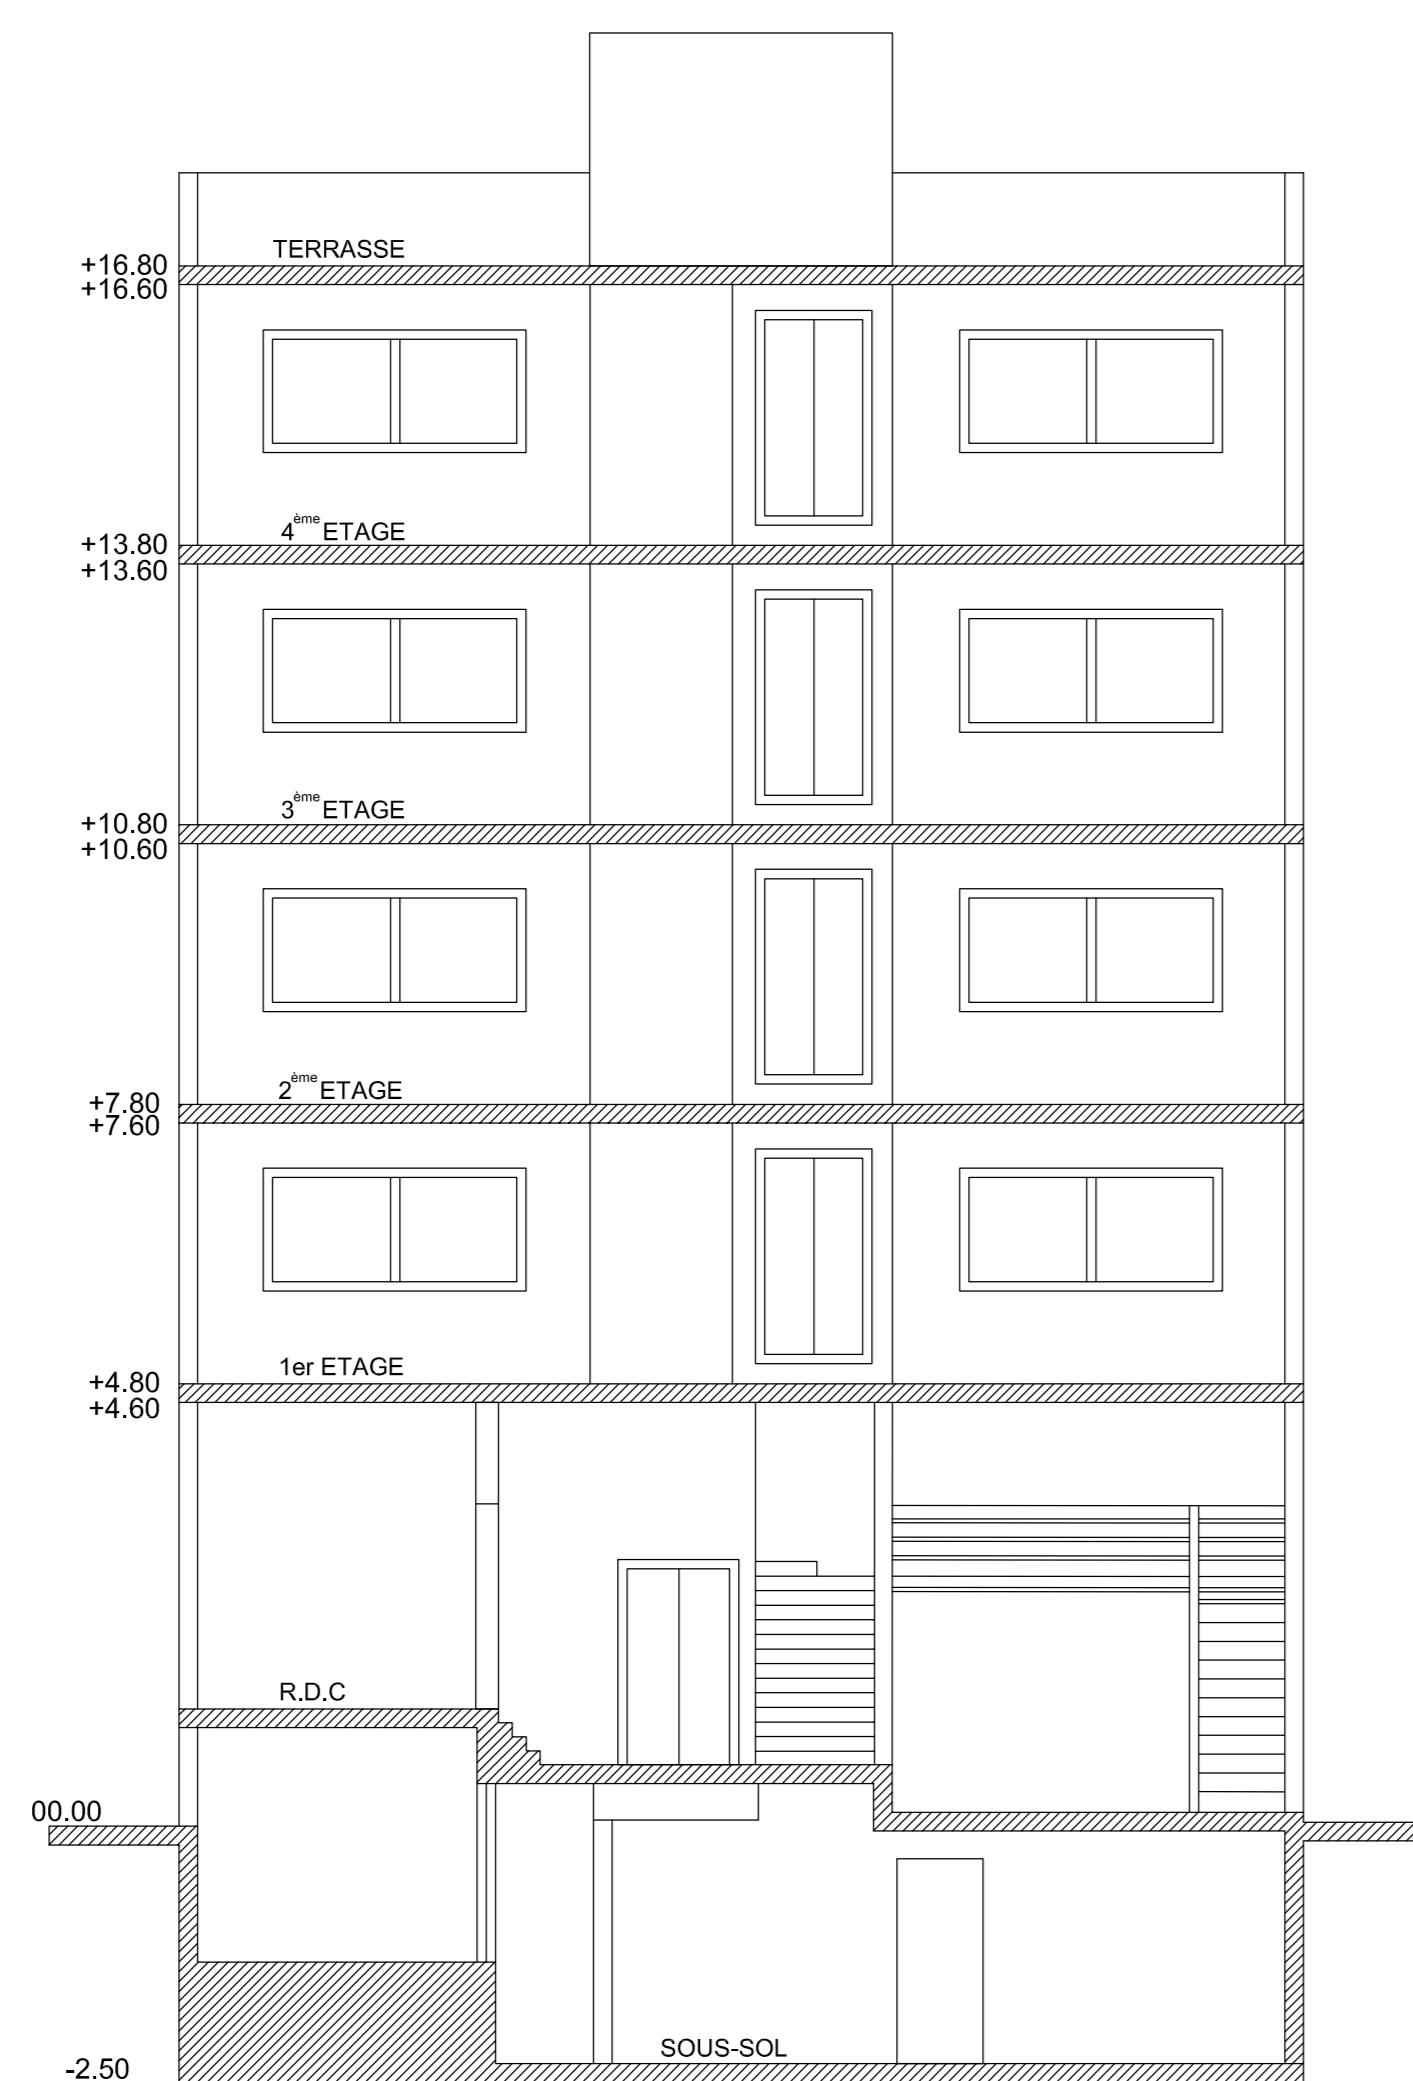 TERRASSE
+16.80
+16.60
4ème ETAGE
+13.80
+13.60
3ème ETAGE
+10.80
+10.60
2ème ETAGE
+7.80
+7.60
1er ETAGE
+4.80
+4.60
R.D.C
00.00
SOUS-SOL
-2.50